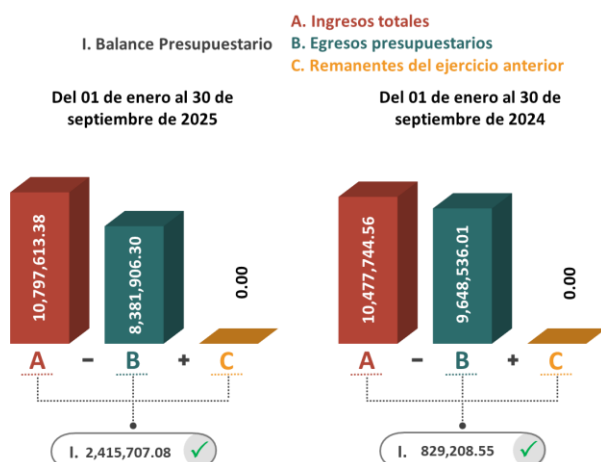 I. Balance Presupuestario
A. Ingresos totales
B. Egresos presupuestarios
C. Remanentes del ejercicio anterior
Del 01 de enero al 30 de
septiembre de 2025
10,797,613.38
8,381,906.30
0.00
A - B + C
I. 2,415,707.08
Del 01 de enero al 30 de
septiembre de 2024
10,477,744.56
9,648,536.01
0.00
A - B + C
I. 829,208.55